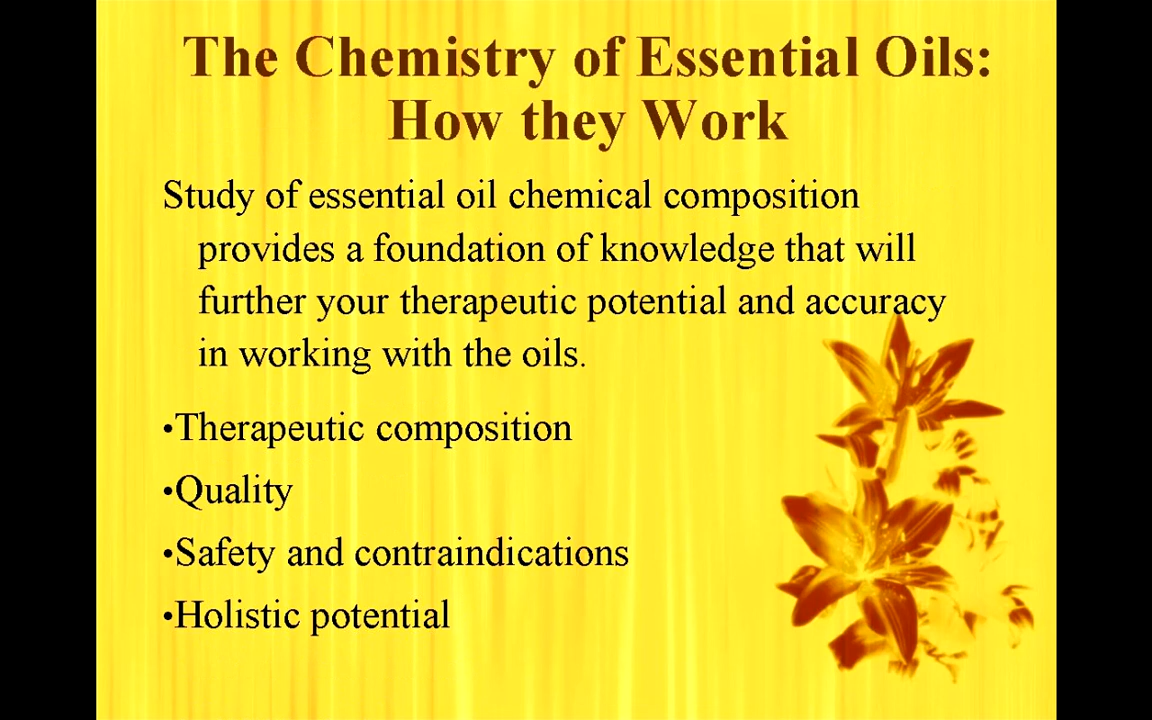 The Chemistry of Essential Oils:
How they Work
Study of essential oil chemical composition
provides a foundation of knowledge that will
further your therapeutic potential and accuracy
in working with the oils.
•Therapeutic composition
•Quality
•Safety and contraindications
•Holistic potential